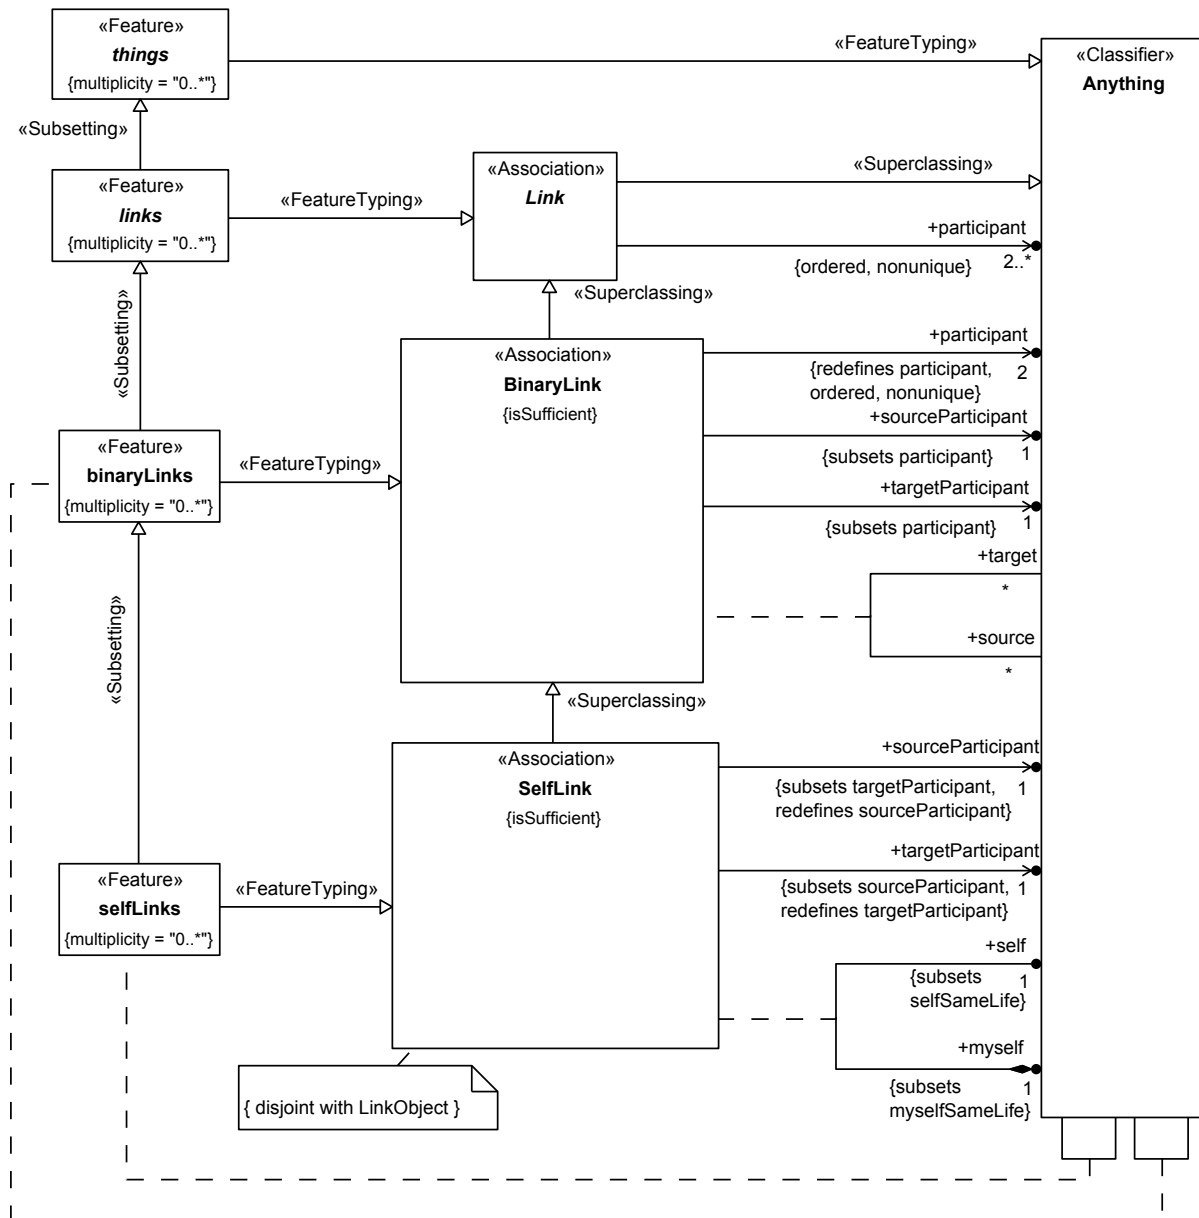 «Feature»
things
{multiplicity = "0..*"}
«FeatureTyping»
«Classifier»
Anything
«Subsetting»
«Feature»
links
{multiplicity = "0..*"}
«FeatureTyping»
«Association»
Link
«Superclassing»
+participant
{ordered, nonunique}
2..*
«Superclassing»
«Subsetting»
«Association»
BinaryLink
{isSufficient}
+participant
{redefines participant,
ordered, nonunique}
2
+sourceParticipant
{subsets participant}
1
+targetParticipant
{subsets participant}
1
«Feature»
binaryLinks
{multiplicity = "0..*"}
«FeatureTyping»
+target
*
+source
*
«Subsetting»
«Superclassing»
«Association»
SelfLink
{isSufficient}
+sourceParticipant
{subsets targetParticipant,
redefines sourceParticipant}
1
+targetParticipant
{subsets sourceParticipant,
redefines targetParticipant}
1
«Feature»
selfLinks
{multiplicity = "0..*"}
«FeatureTyping»
+self
{subsets
selfSameLife}
1
+myself
{subsets
myselfSameLife}
1
{ disjoint with LinkObject }